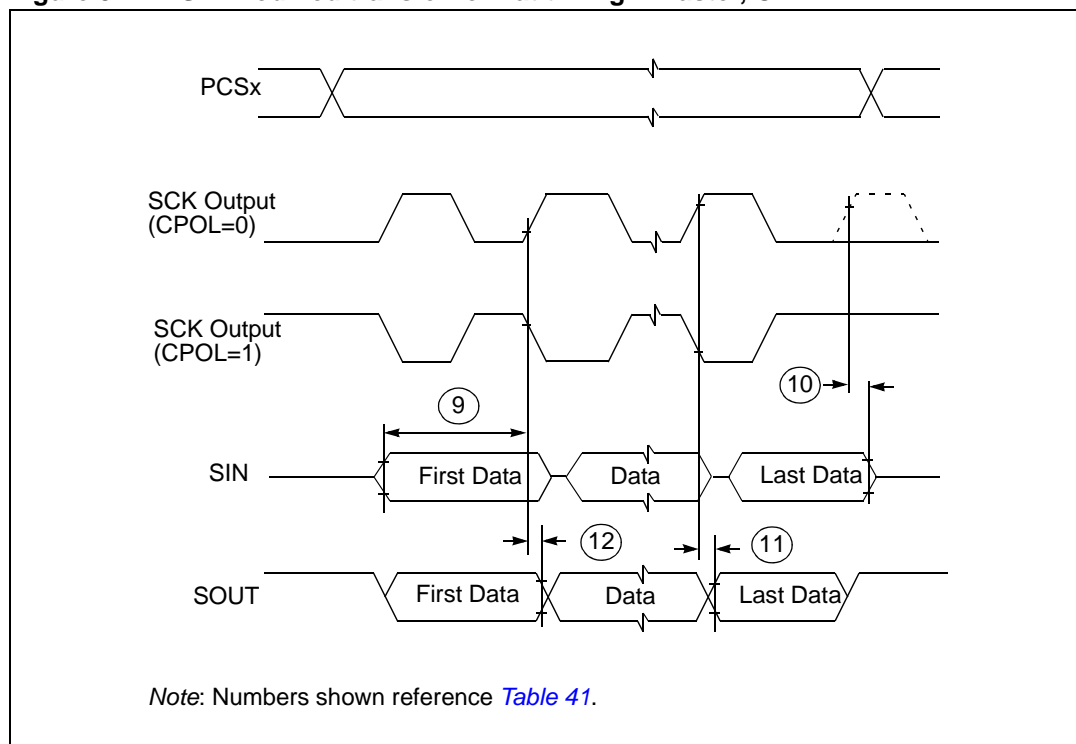 PCSx
SCK Output
(CPOL=0)
SCK Output
(CPOL=1)
10
9
SIN
First Data
Data
Last Data
12
11
SOUT
First Data
Data
Last Data
Note: Numbers shown reference Table 41.